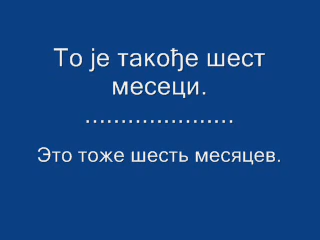 То је такође шест
месеци.
.....................
Это тоже шесть месяцев.